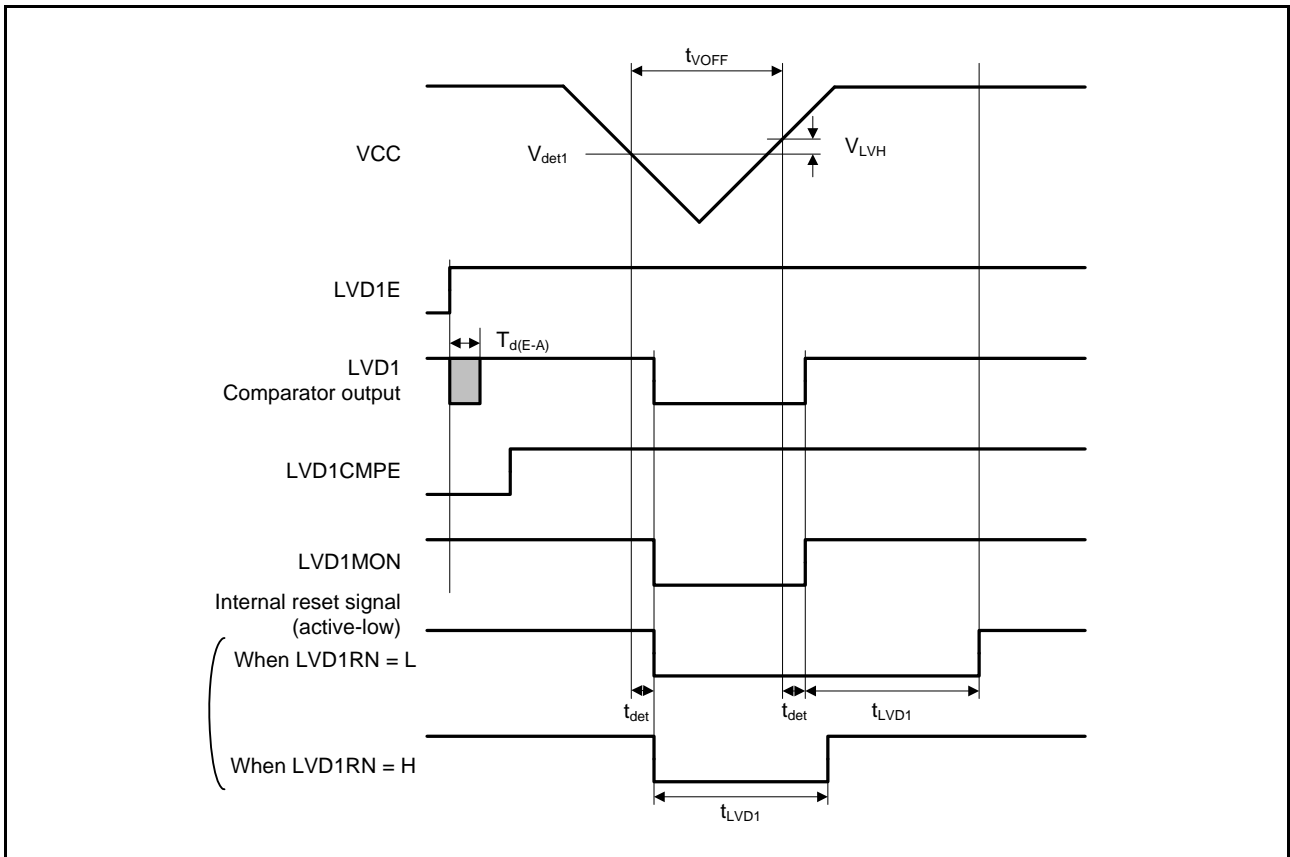 tVOFF
VCC
Vdet1
VLVH
LVD1E
Td(E-A)
LVD1
Comparator output
LVD1CMPE
LVD1MON
Internal reset signal
(active-low)
When LVD1RN = L
tdet
tdet
tLVD1
When LVD1RN = H
tLVD1